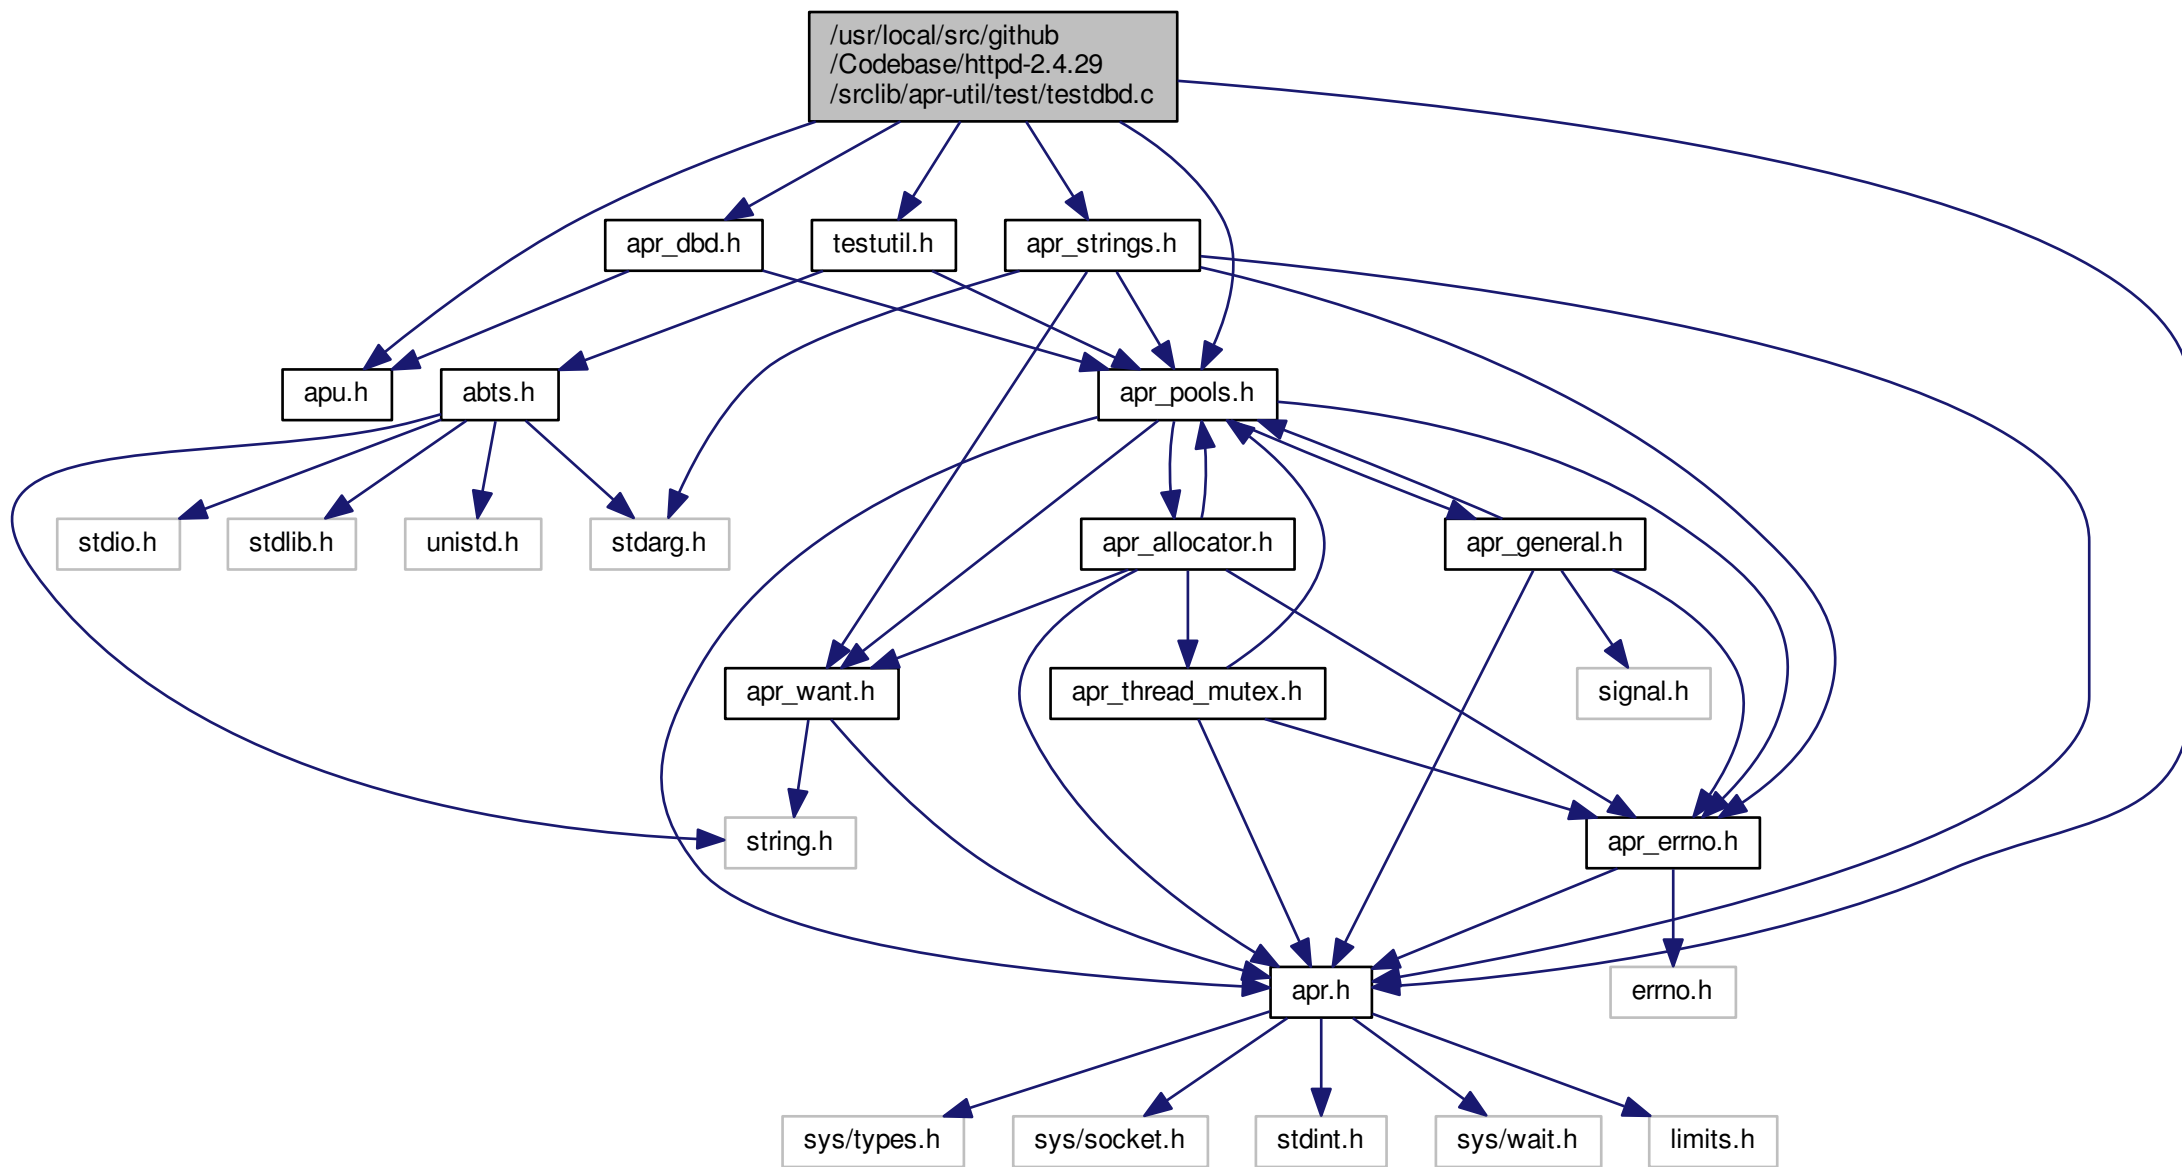 /usr/local/src/github
/Codebase/httpd-2.4.29
/srclib/apr-util/test/testdbd.c
apr_dbd.h
testutil.h
apr_strings.h
apu.h
abts.h
apr_pools.h
stdio.h
stdlib.h
unistd.h
stdarg.h
apr_allocator.h
apr_general.h
apr_want.h
apr_thread_mutex.h
signal.h
string.h
apr_errno.h
apr.h
errno.h
sys/types.h
sys/socket.h
stdint.h
sys/wait.h
limits.h